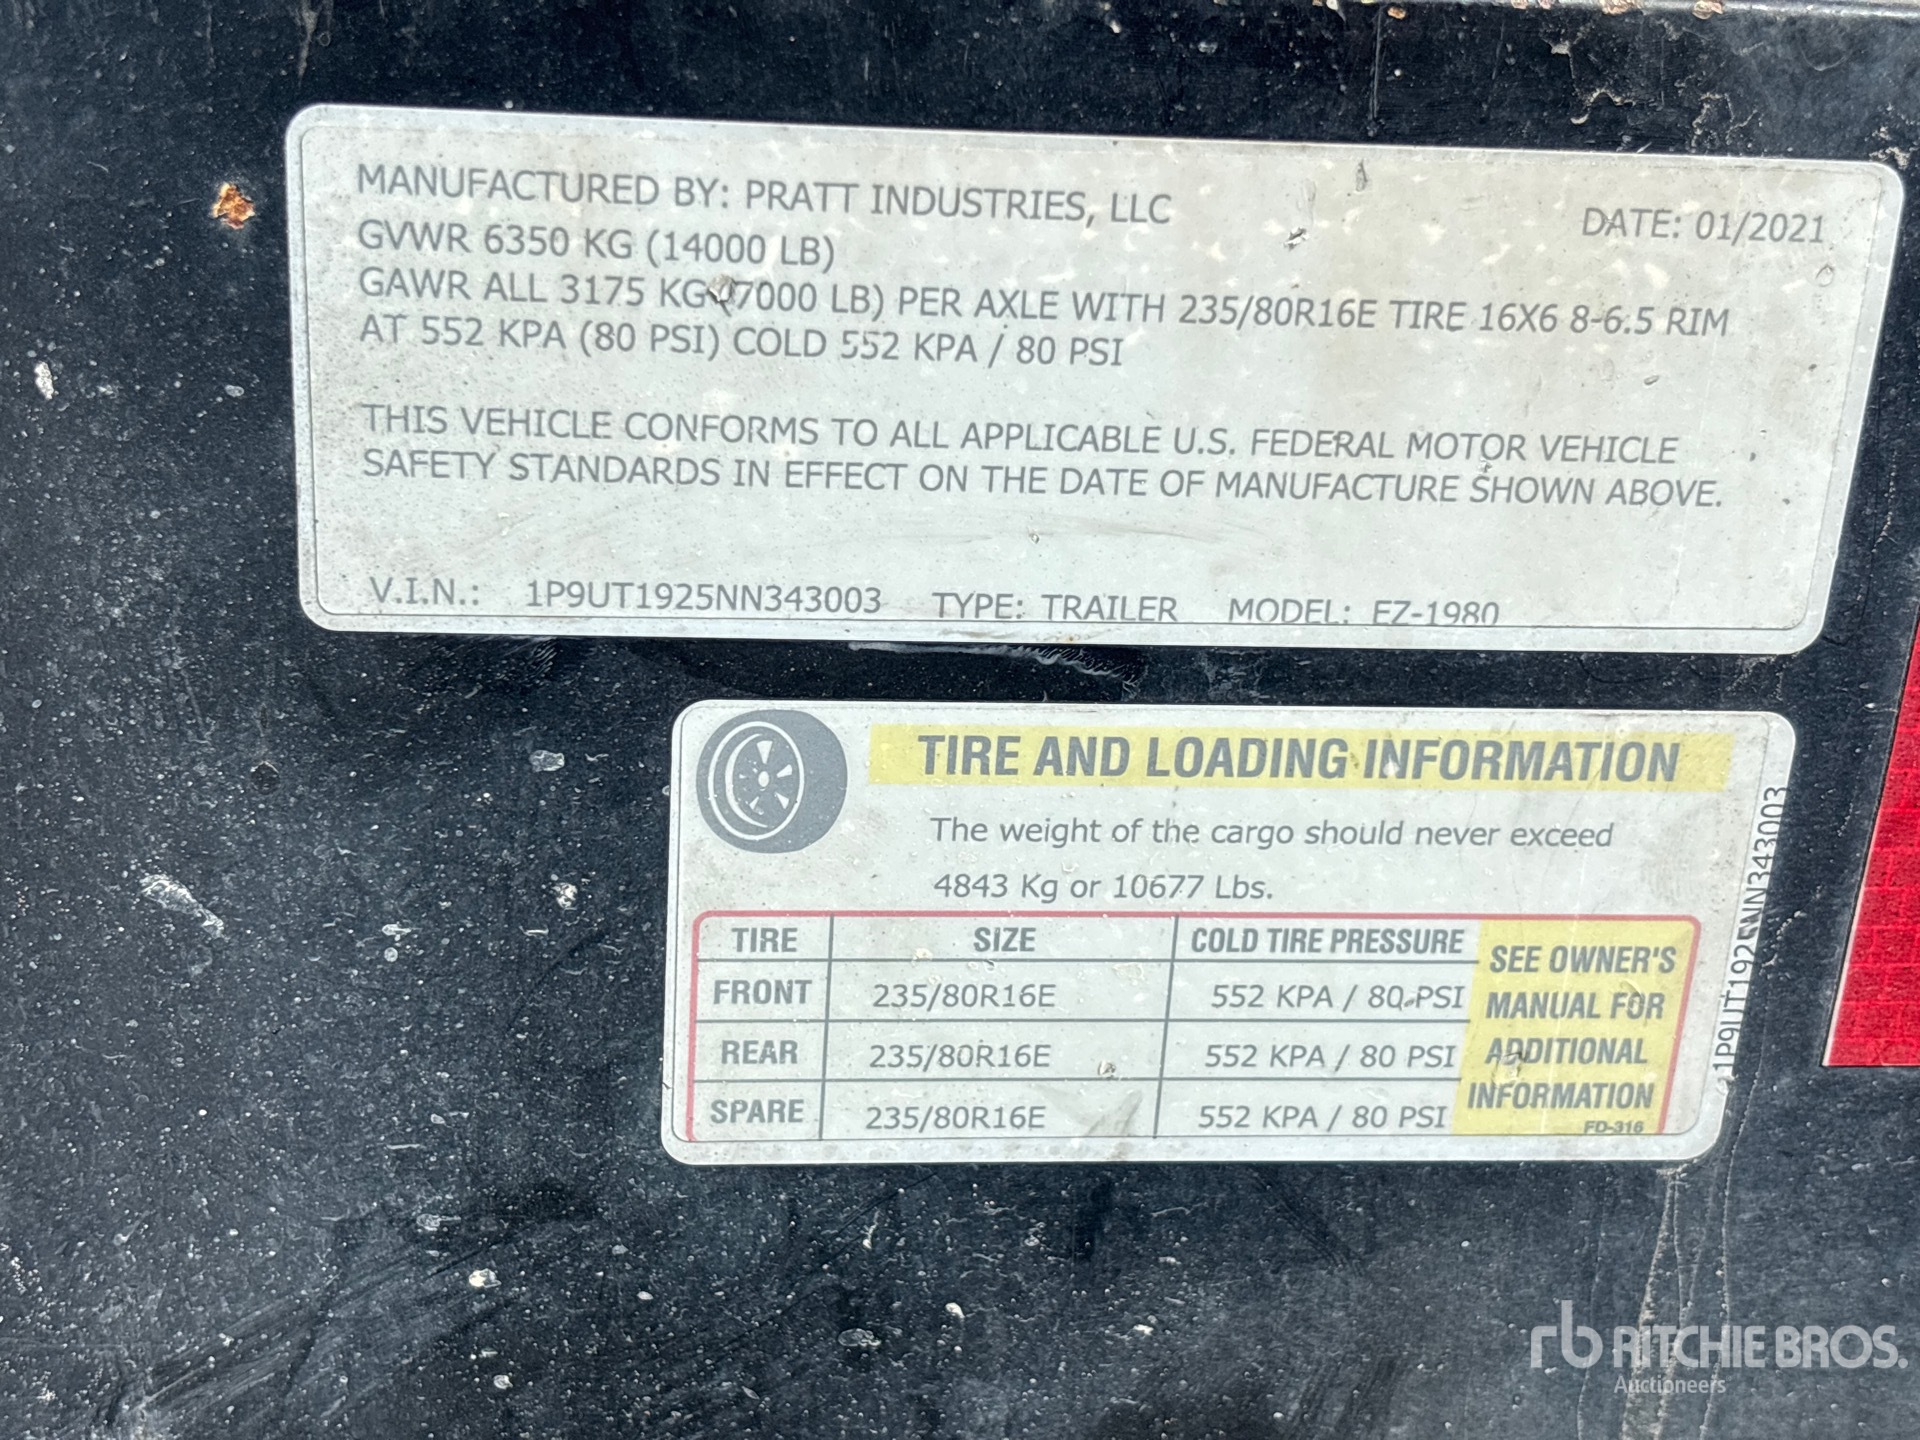 MANUFACTURED BY: PRATT INDUSTRIES, LLC DATE: 01/2021
GVWR 6350 KG (14000 LB)
GAWR ALL 3175 KG (7000 LB) PER AXLE WITH 235/80R16E TIRE 16X6 8-6.5 RIM
AT 552 KPA (80 PSI) COLD 552 KPA / 80 PSI
THIS VEHICLE CONFORMS TO ALL APPLICABLE U.S. FEDERAL MOTOR VEHICLE
SAFETY STANDARDS IN EFFECT ON THE DATE OF MANUFACTURE SHOWN ABOVE.
V.I.N.: 1P9UT1925NN343003 TYPE: TRAILER MODEL: EZ-1980
TIRE AND LOADING INFORMATION
The weight of the cargo should never exceed
4843 Kg or 10677 Lbs.
TIRE SIZE COLD TIRE PRESSURE
FRONT 235/80R16E 552 KPA / 80 PSI
REAR 235/80R16E 552 KPA / 80 PSI
SPARE 235/80R16E 552 KPA / 80 PSI
SEE OWNER'S
MANUAL FOR
ADDITIONAL
INFORMATION
FD-316
1P9UT1925NN343003
rb RITCHIE BROS.
Auctioneers